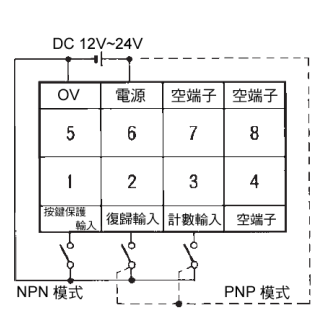 DC 12V~24V
OV 電源 空端子 空端子
5 6 7 8
1 2 3 4
按鍵保護
輸入 復歸輸入 計數輸入 空端子
NPN 模式 PNP 模式